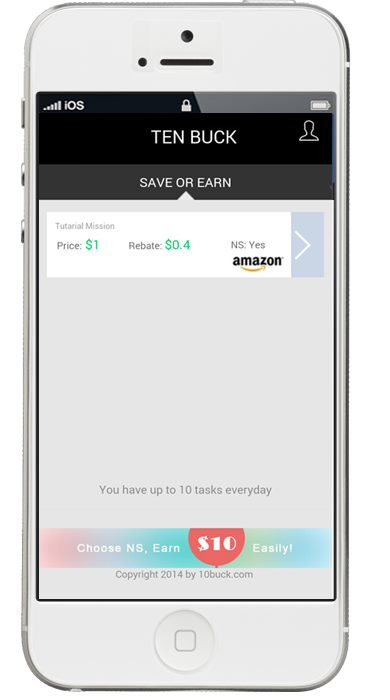 iOS
TEN BUCK
SAVE OR EARN
Tutarial Mission
Price: $1 Rebate: $0.4 NS: Yes
amazon
You have up to 10 tasks everyday
Choose NS, Earn $10 Easily!
Copyright 2014 by 10buck.com